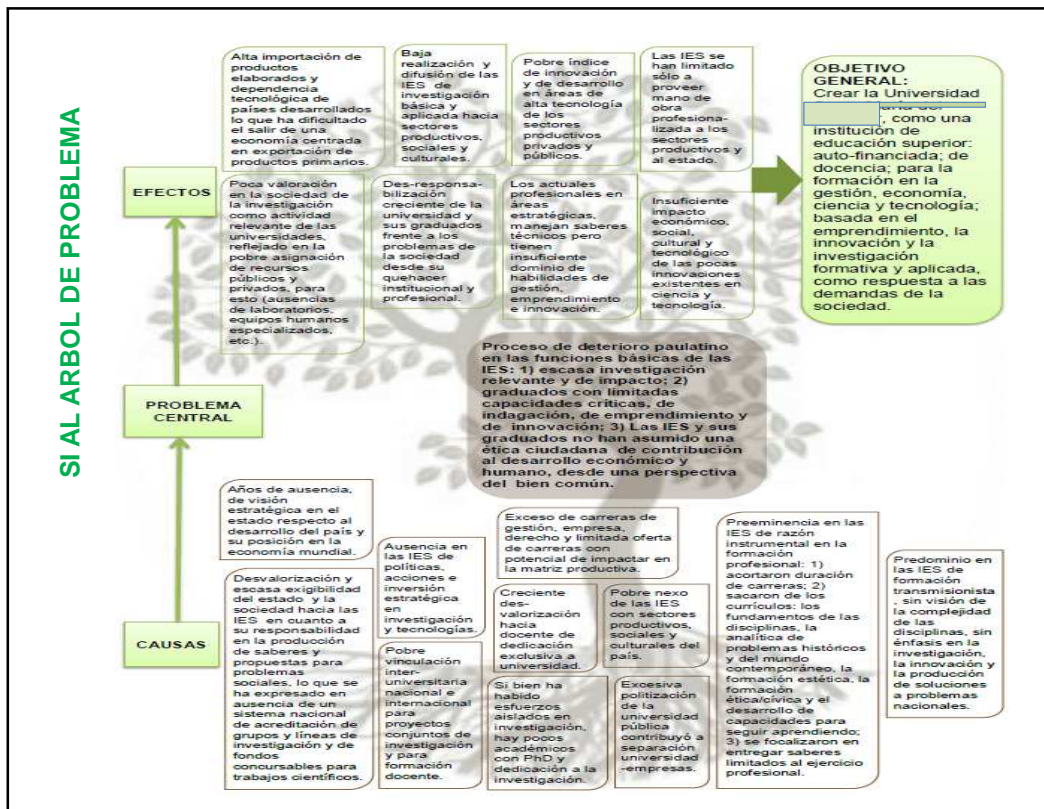 SI AL ARBOL DE PROBLEMA
EFECTOS
Alta importación de
productos
elaborados y
dependencia
tecnológica de
países desarrollados
lo que ha dificultado
el salir de una
economía centrada
en exportación de
productos primarios.
Baja
realización y
difusión de las
IES de
investigación
básica y
aplicada hacia
sectores
productivos,
sociales y
culturales.
Pobre índice de
innovación
y de desarrollo
en áreas de
alta tecnología
de los
sectores
productivos
privados y
públicos.
Las IES se
han limitado
sólo a
proveer
mano de
obra
profesiona-
lizada a los
sectores
productivos y
al estado.
Poca valoración
en la sociedad de
la investigación
como actividad
relevante de las
universidades,
reflejado en la
pobre asignación
de recursos
públicos y
privados, para
esto (ausencias
de laboratorios,
equipos humanos
especializados,
etc.).
Des-responsa-
bilización
creciente de la
universidad y
sus graduados
frente a los
problemas de
la sociedad
desde su
quehacer
institucional y
profesional.
Los actuales
profesionales en
áreas
estratégicas,
manejan saberes
técnicos pero
tienen
insuficiente
dominio de
habilidades de
gestión,
emprendimiento
e innovación.
Insuficiente
impacto
económico,
social,
cultural y
tecnológico
de las pocas
innovaciones
existentes en
ciencia y
tecnología.
OBJETIVO
GENERAL:
Crear la Universidad
, como una
institución de
educación superior:
auto-financiada; de
docencia; para la
formación en la
gestión, economía,
ciencia y tecnología;
basada en el
emprendimiento, la
innovación y la
investigación
formativa y aplicada,
como respuesta a las
demandas de la
sociedad.
PROBLEMA
CENTRAL
Proceso de deterioro paulatino
en las funciones básicas de las
IES: 1) escasa investigación
relevante y de impacto; 2)
graduados con limitadas
capacidades críticas, de
indagación, de emprendimiento y
de innovación; 3) Las IES y sus
graduados no han asumido una
ética ciudadana de contribución
al desarrollo económico y
humano, desde una perspectiva
del bien común.
CAUSAS
Años de ausencia,
de visión
estratégica en el
estado respecto al
desarrollo del país y
su posición en la
economía mundial.
Desvalorización y
escasa exigibilidad
del estado y la
sociedad hacia las
IES en cuanto a su
responsabilidad
en la producción
de saberes y
propuestas para
problemas
sociales, lo que se
ha expresado en
ausencia de un
sistema nacional
de acreditación de
grupos y líneas de
investigación y de
fondos
concursables para
trabajos científicos.
Ausencia en
las IES de
políticas,
acciones e
inversión
estratégica
en
investigación
y tecnologías.
Pobre
vinculación
inter-
universitaria
nacional e
internacional
para
proyectos
conjuntos de
investigación
y para
formación
docente.
Exceso de carreras de
gestión, empresa,
derecho y limitada oferta
de carreras con
potencial de impactar en
la matriz productiva.
Creciente
des-
valorización
hacia
docente de
dedicación
exclusiva a
universidad.
Pobre nexo
de las IES
con sectores
productivos,
sociales y
culturales del
país.
Si bien ha
habido
esfuerzos
aislados en
investigación,
hay pocos
académicos
con PhD y
dedicación a la
investigación.
Excesiva
politización
de la
universidad
pública
contribuyó a
separación
universidad
-empresas.
Preeminencia en las
IES de razón
instrumental en la
formación
profesional: 1)
acortaron duración
de carreras; 2)
sacaron de los
currículos: los
fundamentos de las
disciplinas, la
analítica de
problemas históricos
y del mundo
contemporáneo, la
formación estética, la
formación
ética/cívica y el
desarrollo de
capacidades para
seguir aprendiendo;
3) se focalizaron en
entregar saberes
limitados al ejercicio
profesional.
Predominio en
las IES de
formación
transmisionista
, sin visión de
la complejidad
de las
disciplinas, sin
énfasis en la
investigación,
la innovación y
la producción
de soluciones
a problemas
nacionales.